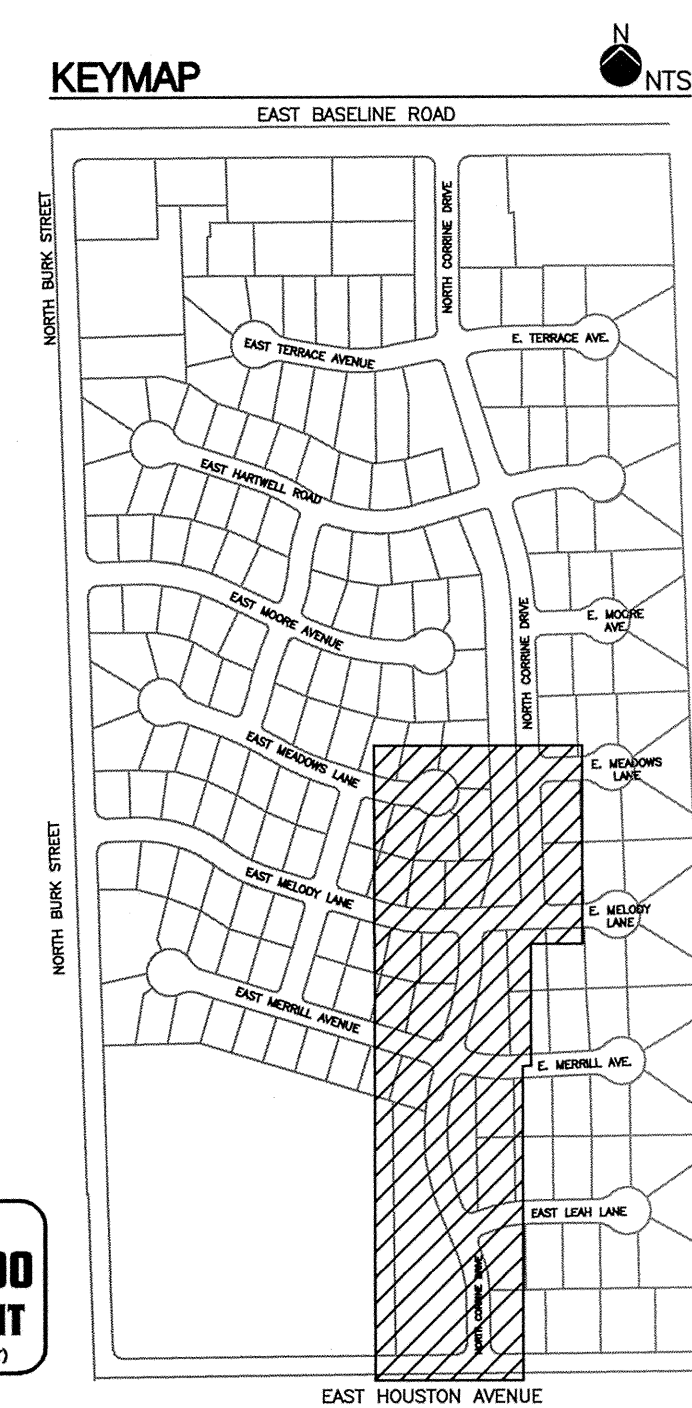 N
KEYMAP
NTS
EAST BASELINE ROAD
NORTH BURK STREET
NORTH CORRINE DRIVE
EAST TERRACE AVENUE
E. TERRACE AVE.
EAST HARTWELL ROAD
EAST MOORE AVENUE
NORTH CORRINE DRIVE
E. MOORE
AVE.
EAST MEADOWS LANE
E. MEADOWS
LANE
NORTH BURK STREET
EAST MELODY LANE
E. MELODY
LANE
EAST MERRILL AVENUE
E. MERRILL AVE.
EAST LEAH LANE
NORTH CORRINE DRIVE
EAST HOUSTON AVENUE